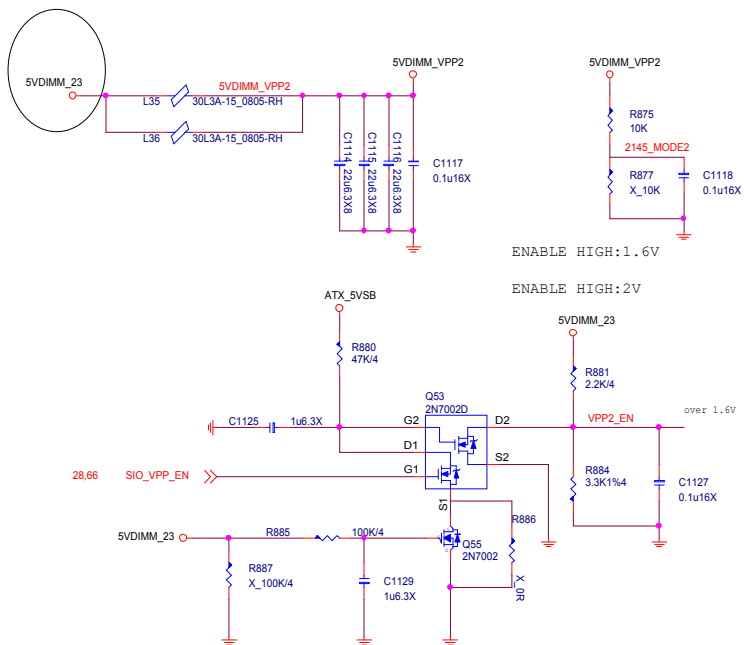 5VDIMM_23
5VDIMM_VPP2
L35
30L3A-15_0805-RH
L36
30L3A-15_0805-RH
5VDIMM_VPP2
C1114
22u6.3X8
C1115
22u6.3X8
C1116
22u6.3X8
C1117
0.1u16X
5VDIMM_VPP2
R875
10K
2145_MODE2
R877
X_10K
C1118
0.1u16X
ENABLE HIGH:1.6V
ENABLE HIGH:2V
ATX_5VSB
R880
47K/4
5VDIMM_23
R881
2.2K/4
Q53
2N7002D
C1125
1u6.3X
G2
D2
VPP2_EN
over 1.6V
D1
S2
28,66
SIO_VPP_EN
G1
R884
3.3K1%4
C1127
0.1u16X
S1
5VDIMM_23
R885
100K/4
R886
Q55
2N7002
R887
X_100K/4
C1129
1u6.3X
X_0R